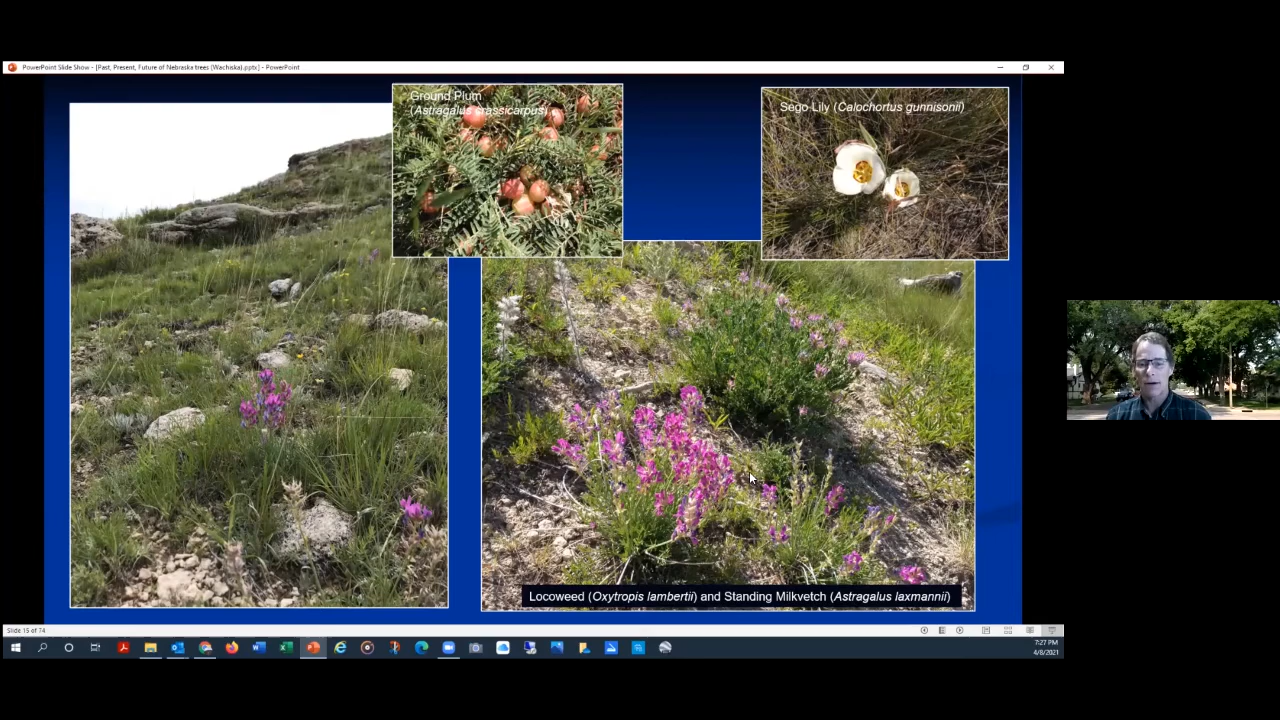 PowerPoint Slide Show - [Past, Present, Future of Nebraska trees (Wachiska).pptx] - PowerPoint
Ground Plum
(Astragalus crassicarpus)
Sego Lily (Calochortus gunnisonii)
Locoweed (Oxytropis lambertii) and Standing Milkvetch (Astragalus laxmannii)
Slide 15 of 74
7:27 PM
4/8/2021